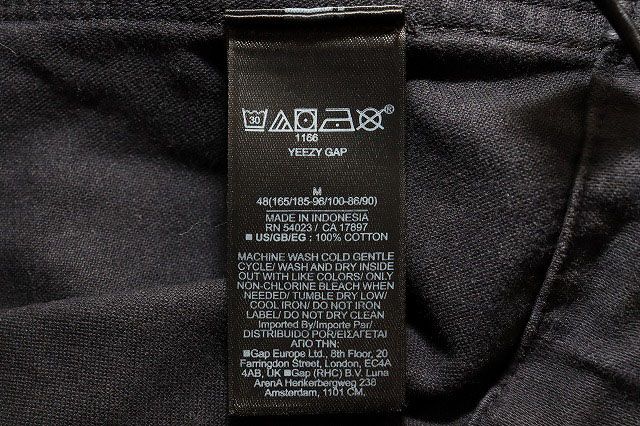 30
®
1166
YEEZY GAP
M
48(165/185-96/100-86/90)
MADE IN INDONESIA
RN 54023 / CA 17897
■ US/GB/EG : 100% COTTON
MACHINE WASH COLD GENTLE
CYCLE/ WASH AND DRY INSIDE
OUT WITH LIKE COLORS/ ONLY
NON-CHLORINE BLEACH WHEN
NEEDED/ TUMBLE DRY LOW/
COOL IRON/ DO NOT IRON
LABEL/ DO NOT DRY CLEAN
Imported By/Importe Par/
DISTRIBUIDO POR/ΕΙΣΑΓΕΤΑΙ
ΑΠΟ ΤΗΝ:
■Gap Europe Ltd., 8th Floor, 20
Farringdon Street, London, EC4A
4AB, UK ■Gap (RHC) B.V. Luna
ArenA Henkerbergweg 238
Amsterdam, 1101 CM.